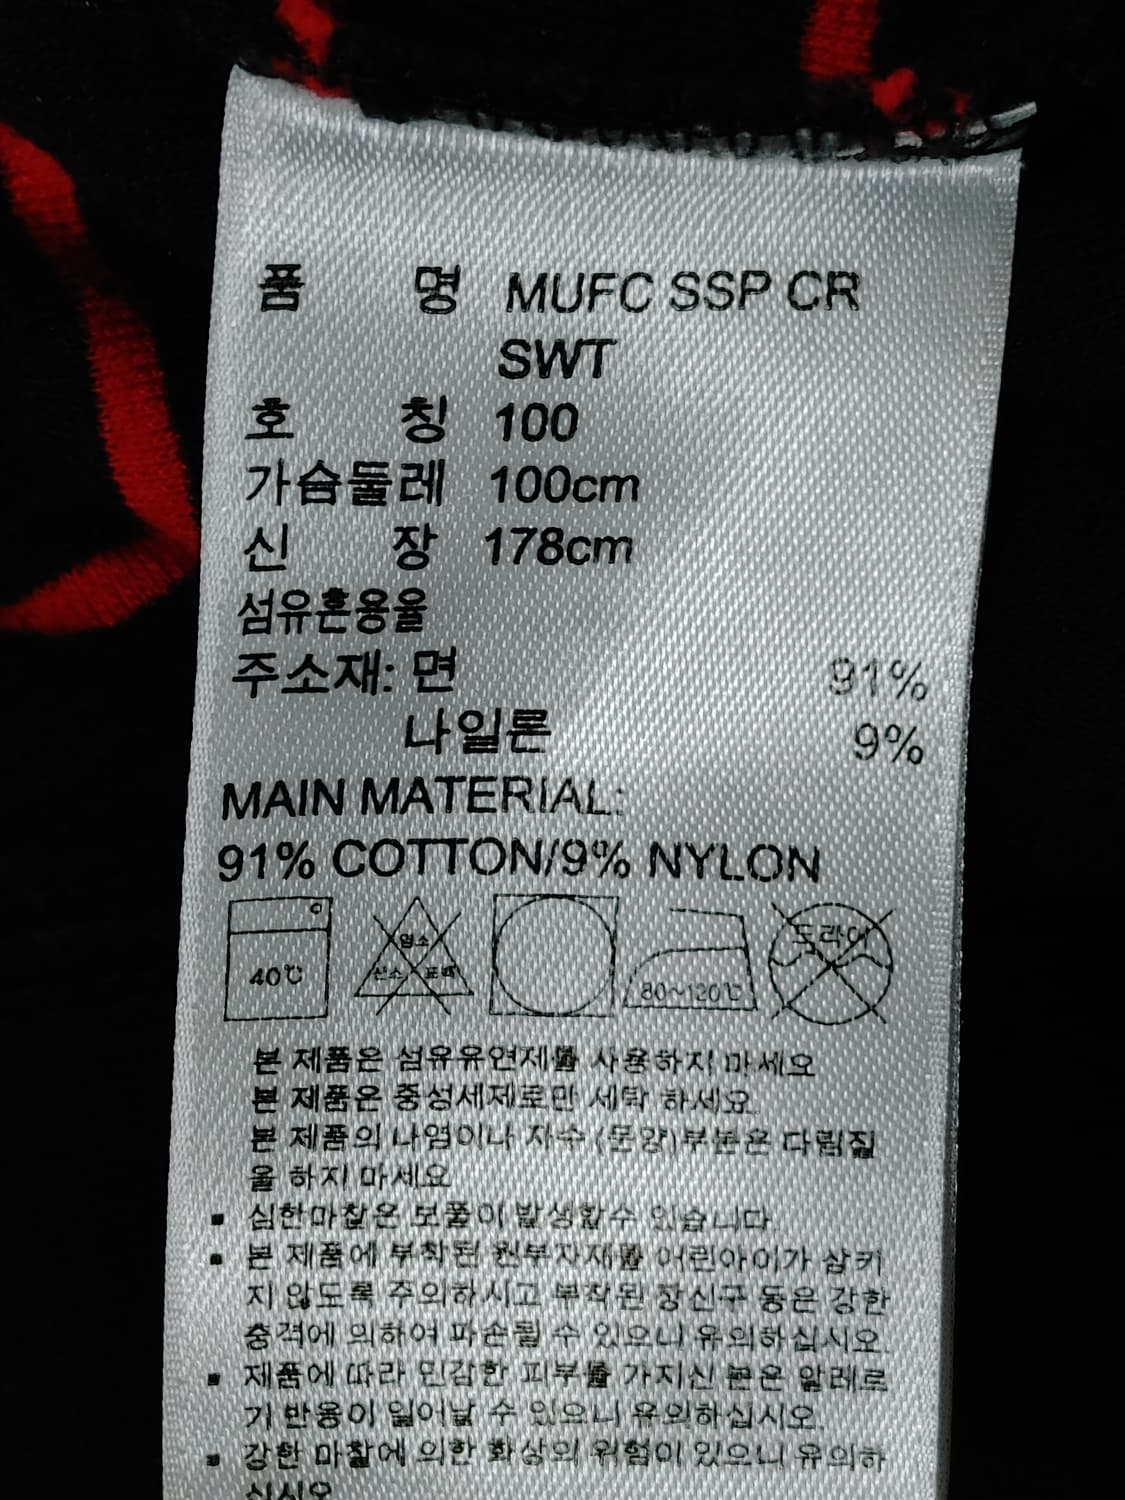 품 명 MUFC SSP CR
SWT
호 칭 100
가슴둘레 100cm
신 장 178cm
섬유혼용율
주소재: 면 91%
나일론 9%
MAIN MATERIAL:
91% COTTON/9% NYLON
40℃
염소
산소 표백
80~120℃
드라이
본 제품은 섬유유연제를 사용하지 마세요
본 제품은 중성세제로만 세탁 하세요.
본 제품의 나염이나 자수 (문양)부분은 다림질
을 하지 마세요
▪ 심한마찰은 보풀이 발생할수 있습니다.
▪ 본 제품에 부착된 원부자재를 어린아이가 삼키
지 않도록 주의하시고 부착된 장신구 등은 강한
충격에 의하여 파손될 수 있으니 유의하십시오.
▪ 제품에 따라 민감한 피부를 가지신 분은 알레르
기 반응이 일어날 수 있으니 유의하십시오.
▪ 강한 마찰에 의한 화상의 위험이 있으니 유의하
십시오